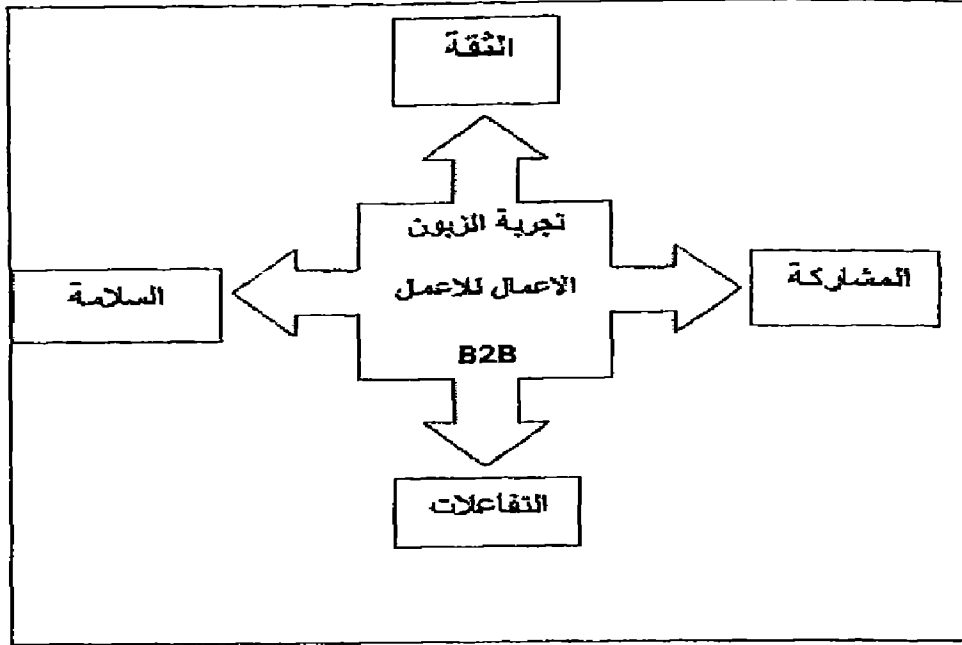 الثقة
تجربة الزبون
المشاركة
الاعمال للاعمل
السلامة
B2B
التفاعلات